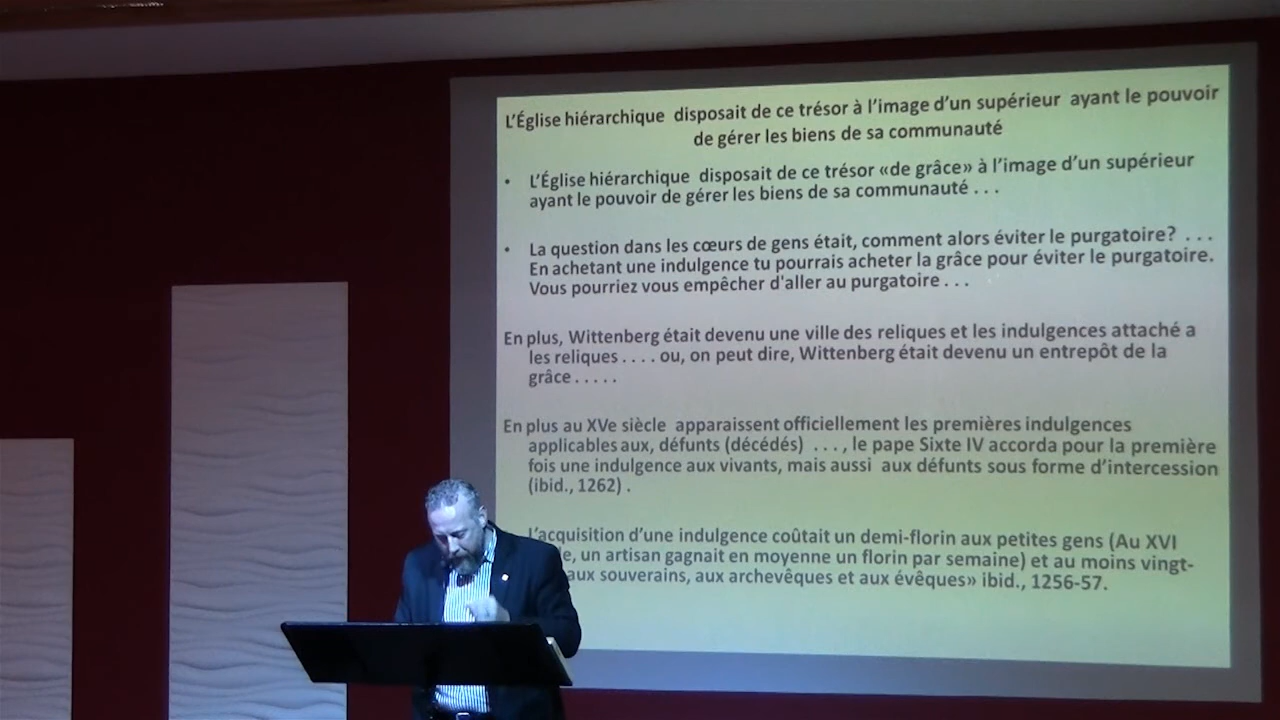 L'Église hiérarchique disposait de ce trésor à l'image d'un supérieur ayant le pouvoir
de gérer les biens de sa communauté
• L'Église hiérarchique disposait de ce trésor «de grâce» à l'image d'un supérieur
ayant le pouvoir de gérer les biens de sa communauté . . .
• La question dans les cœurs de gens était, comment alors éviter le purgatoire? . . .
En achetant une indulgence tu pourrais acheter la grâce pour éviter le purgatoire.
Vous pourriez vous empêcher d'aller au purgatoire . . .
En plus, Wittenberg était devenu une ville des reliques et les indulgences attaché a
les reliques . . . . ou, on peut dire, Wittenberg était devenu un entrepôt de la
grâce . . . . .
En plus au XVe siècle apparaissent officiellement les premières indulgences
applicables aux, défunts (décédés) . . . , le pape Sixte IV accorda pour la première
fois une indulgence aux vivants, mais aussi aux défunts sous forme d'intercession
(ibid., 1262) .
L'acquisition d'une indulgence coûtait un demi-florin aux petites gens (Au XVI
un artisan gagnait en moyenne un florin par semaine) et au moins vingt-
aux souverains, aux archevêques et aux évêques» ibid., 1256-57.